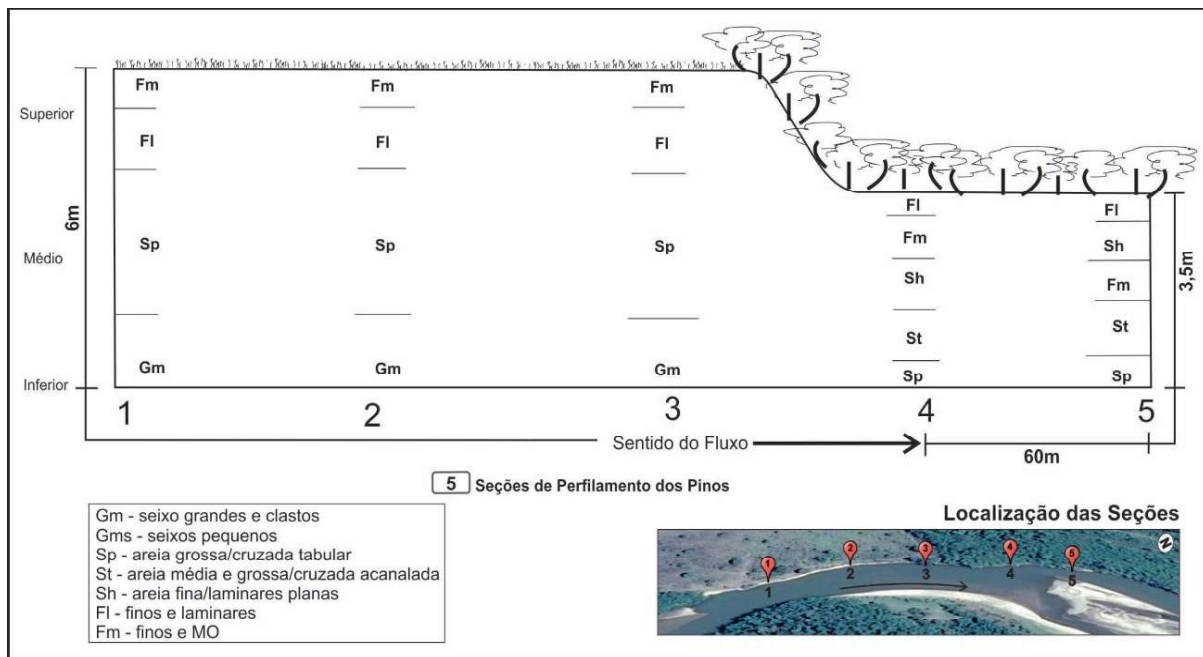 Superior
Médio
Inferior
6m
Fm
Fl
Sp
Gm
Fm
Fl
Sp
Gm
Fm
Fl
Sp
Gm
Fl
Fm
Sh
St
Sp
Fl
Sh
Fm
St
Sp
3,5m
1 2 3 4 5
Sentido do Fluxo
60m
5 Seções de Perfilamento dos Pinos
Gm - seixo grandes e clastos
Gms - seixos pequenos
Sp - areia grossa/cruzada tabular
St - areia média e grossa/cruzada acanalada
Sh - areia fina/laminares planas
Fl - finos e laminares
Fm - finos e MO
Localização das Seções
1 2 3 4 5
1 2 3 4 5
N